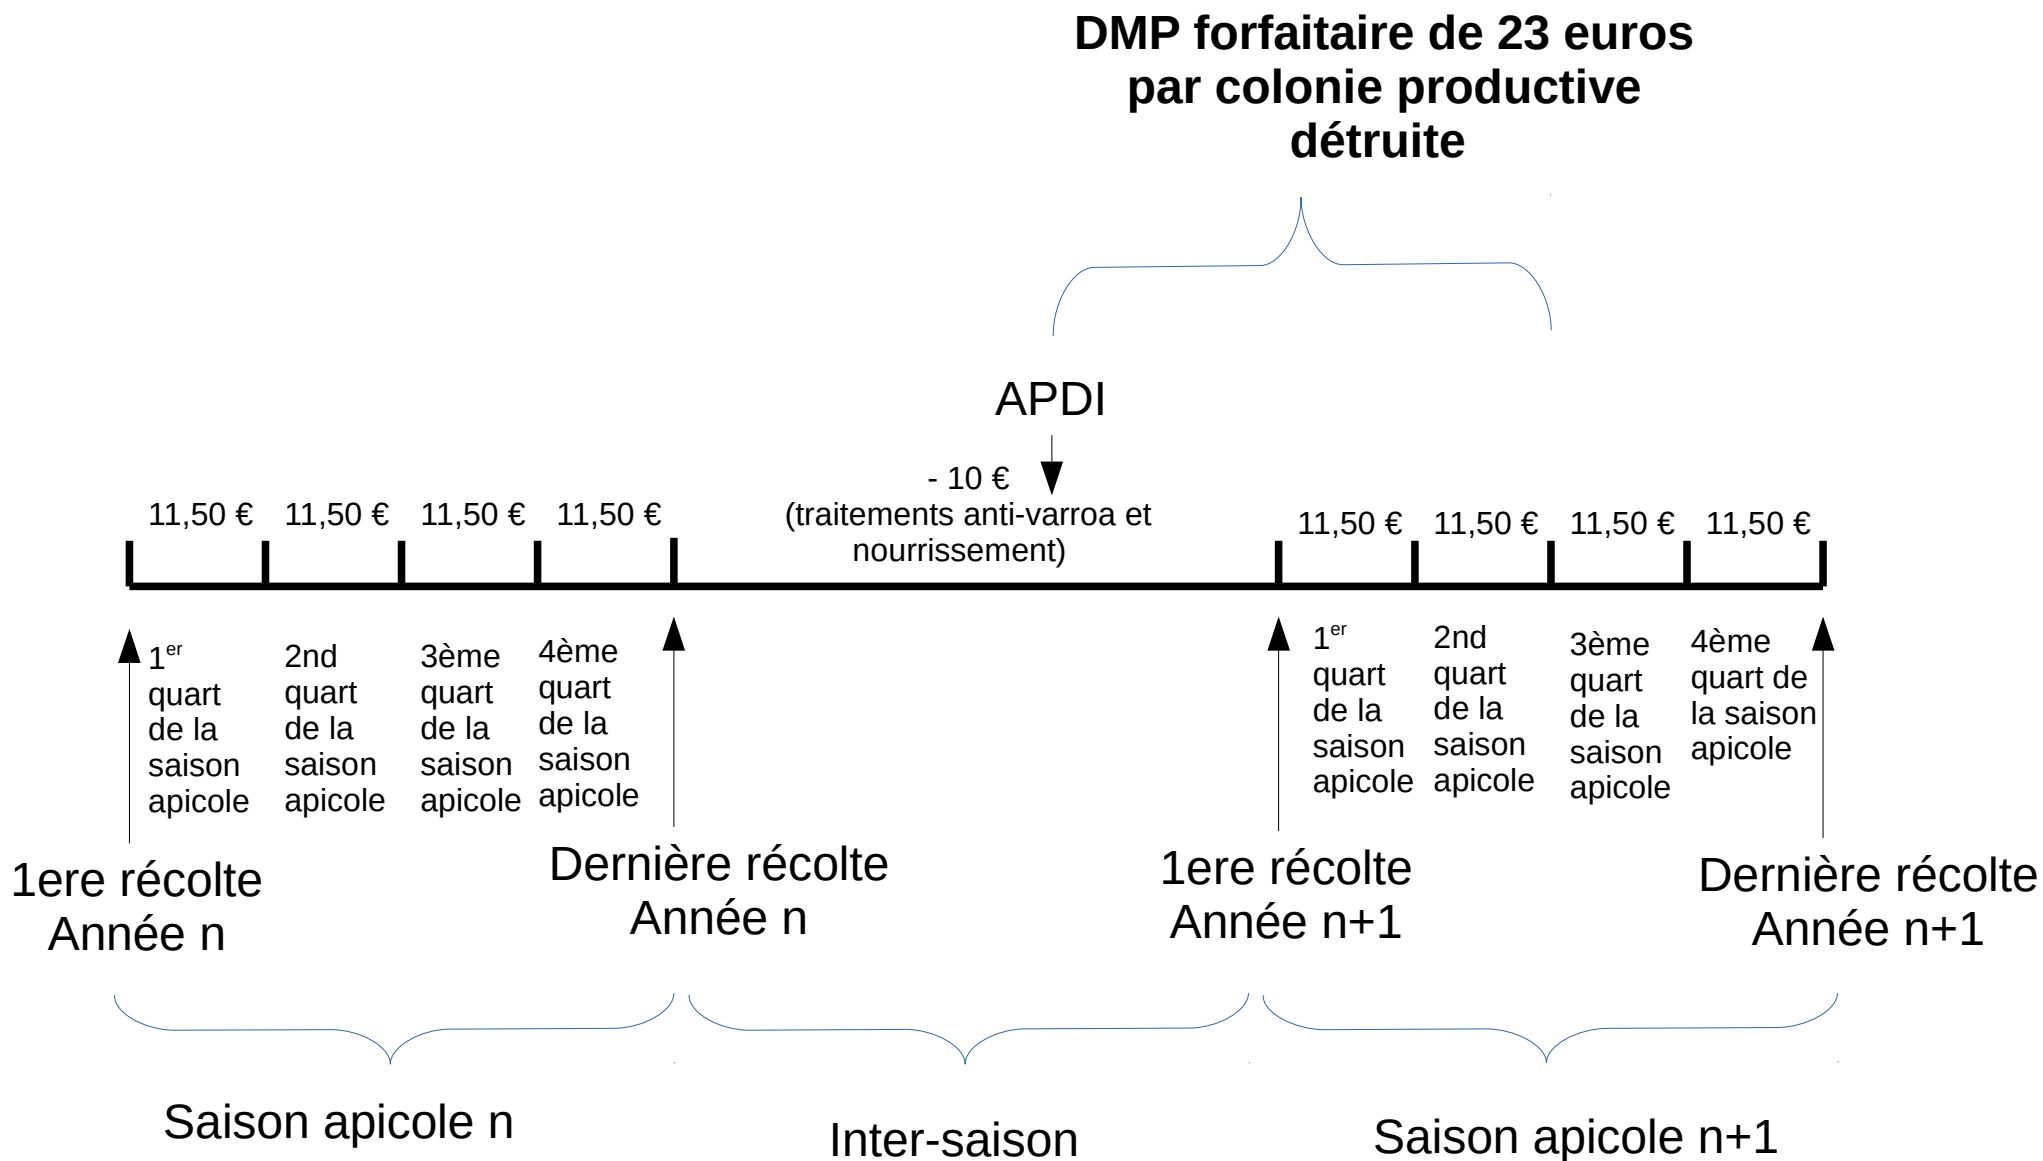 DMP forfaitaire de 23 euros
par colonie productive
détruite
APDI
- 10 €
(traitements anti-varroa et
nourrissement)
11,50 €
11,50 €
11,50 €
11,50 €
11,50 €
11,50 €
11,50 €
11,50 €
1er
quart
de la
saison
apicole
2nd
quart
de la
saison
apicole
3ème
quart
de la
saison
apicole
4ème
quart
de la
saison
apicole
1er
quart
de la
saison
apicole
2nd
quart
de la
saison
apicole
3ème
quart
de la
saison
apicole
4ème
quart de
la saison
apicole
1ere récolte
Année n
Dernière récolte
Année n
1ere récolte
Année n+1
Dernière récolte
Année n+1
Saison apicole n
Inter-saison
Saison apicole n+1